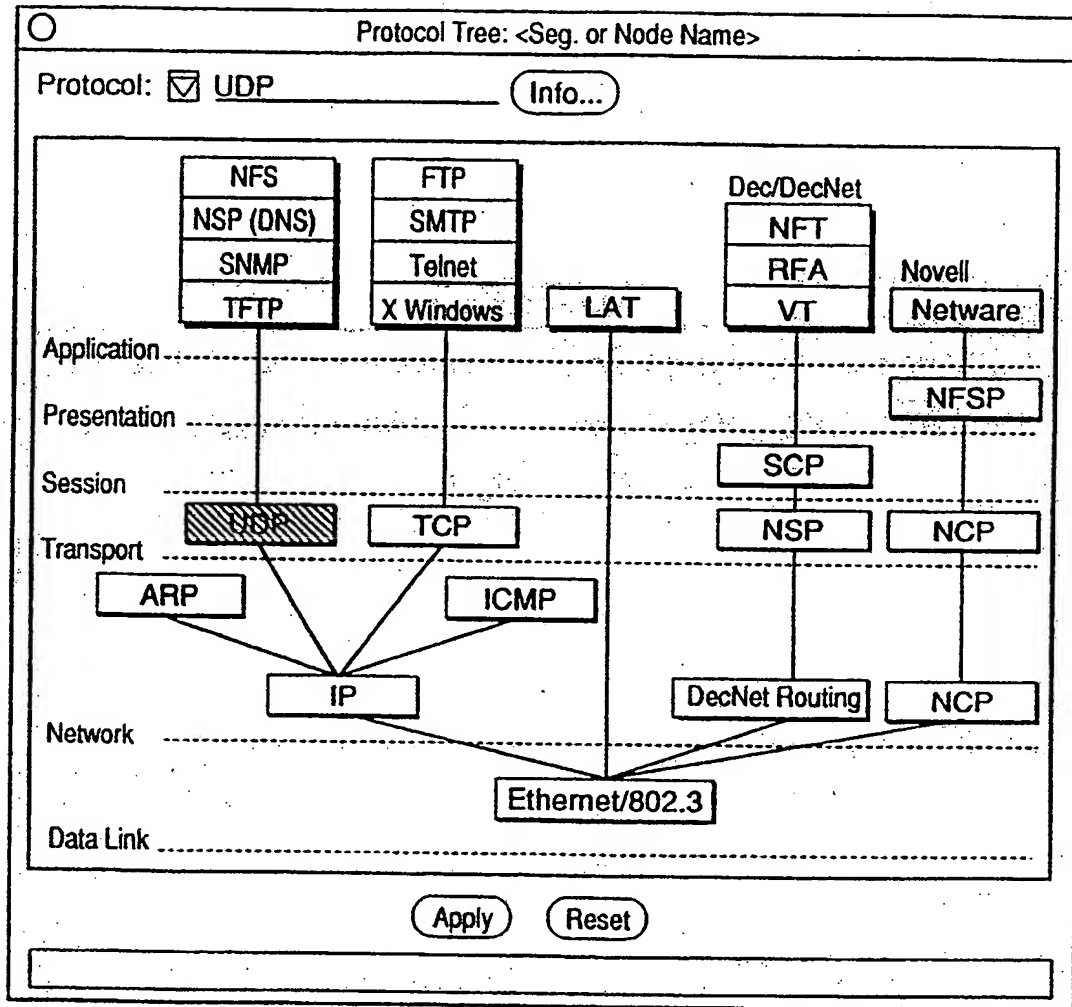 Protocol Tree: <Seg. or Node Name>
Protocol: UDP Info...
NFS
NSP (DNS)
SNMP
TFTP
FTP
SMTP
Telnet
X Windows
LAT
Dec/DecNet
NFT
RFA
VT
Novell
Netware
Application
NFSP
Presentation
SCP
Session
UDP
TCP
NSP
NCP
Transport
ARP
ICMP
IP
DecNet Routing
NCP
Network
Ethernet/802.3
Data Link
Apply
Reset